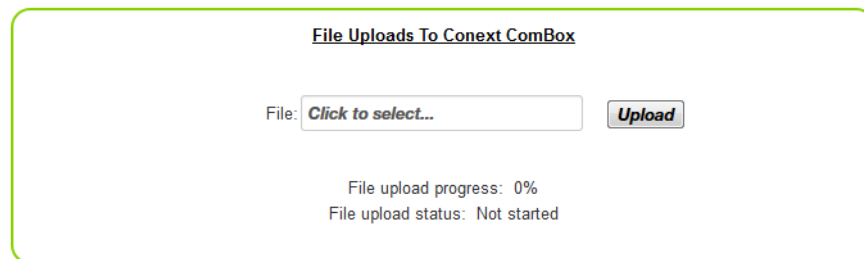 File Uploads To Conext ComBox
File: Click to select... Upload
File upload progress: 0%
File upload status: Not started